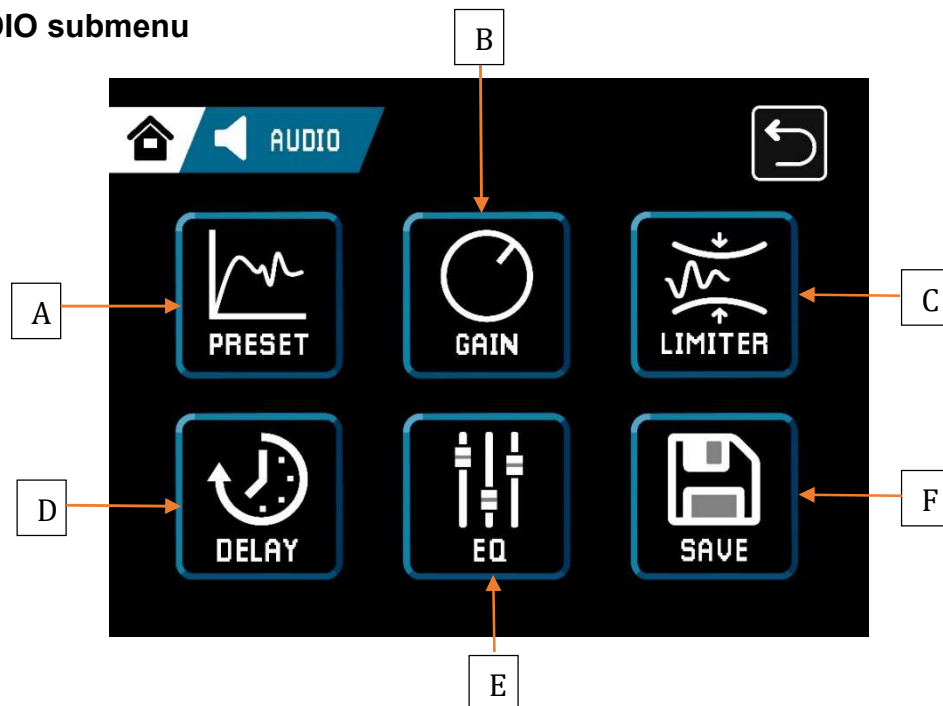 DIO submenu
B
AUDIO
A
PRESET
GAIN
LIMITER
C
D
DELAY
EQ
SAVE
F
E